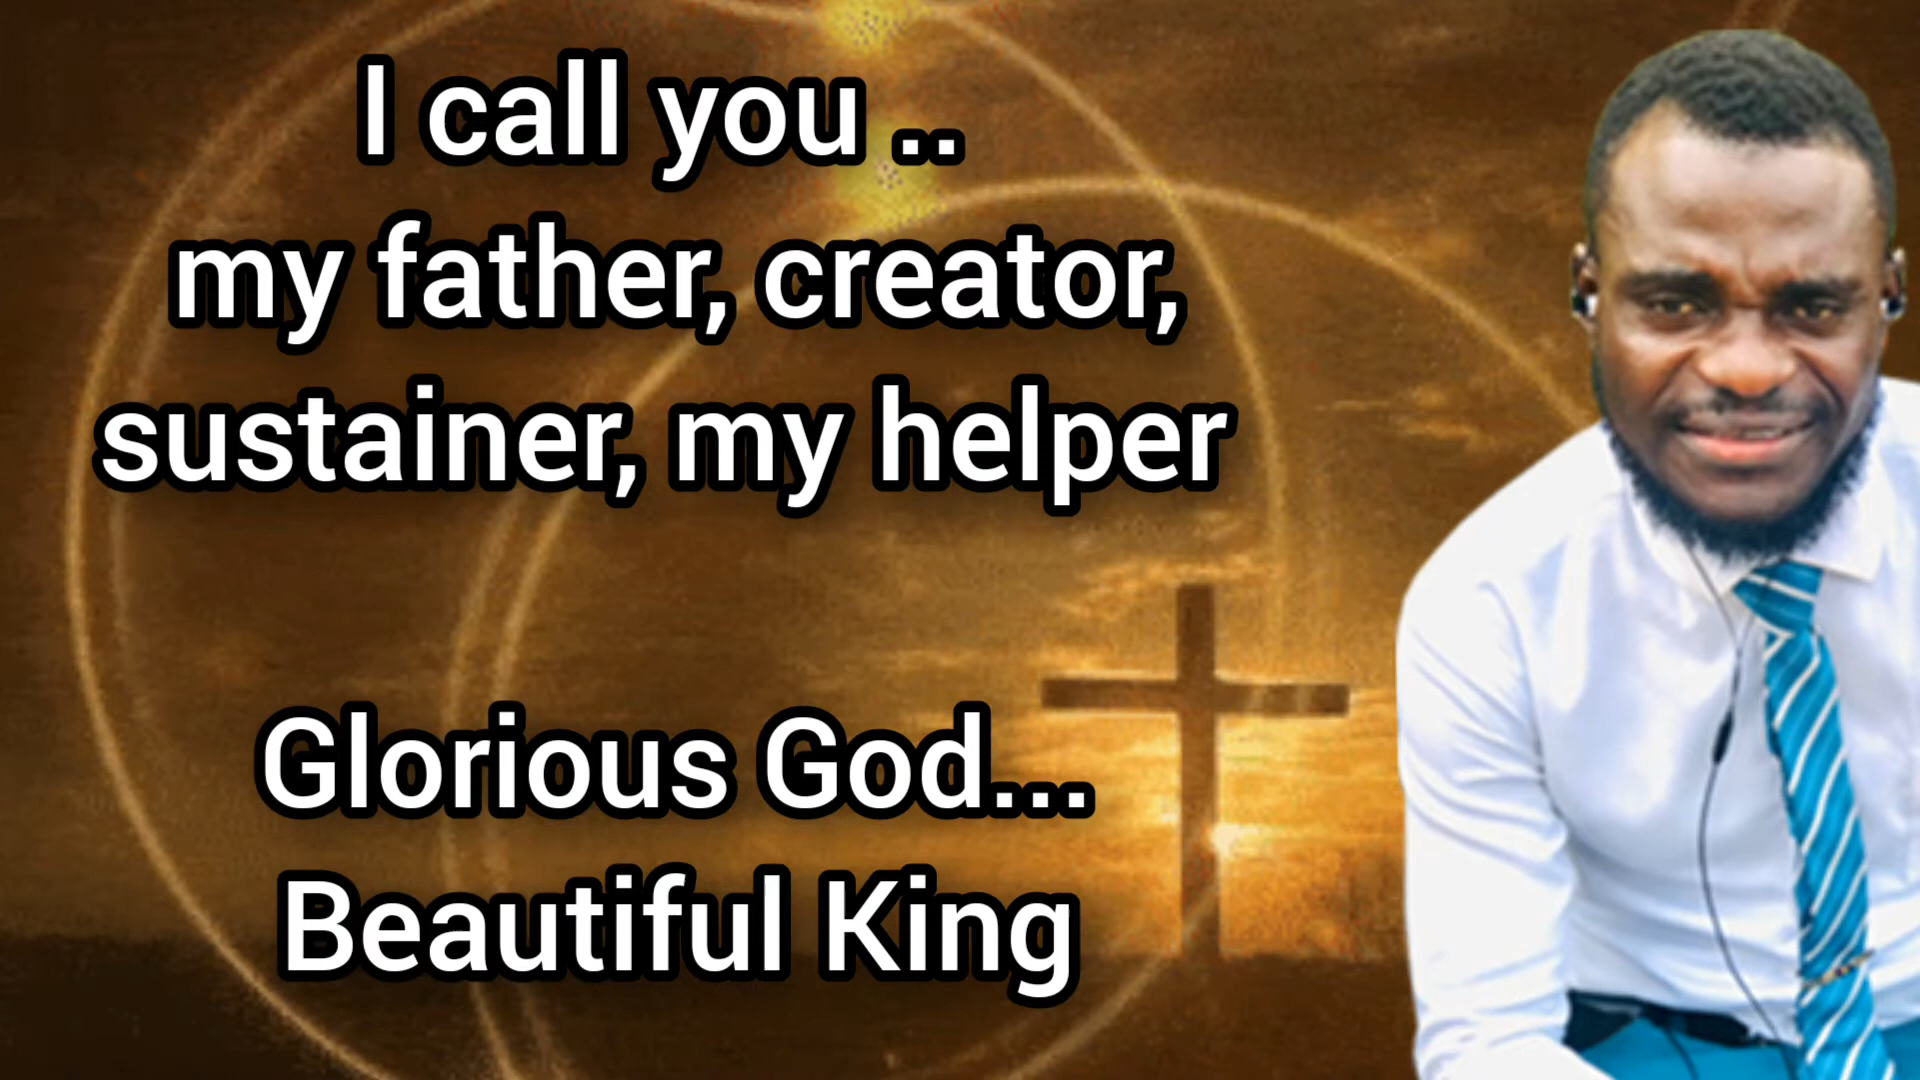 I call you ..
my father, creator,
sustainer, my helper
Glorious God...
Beautiful King